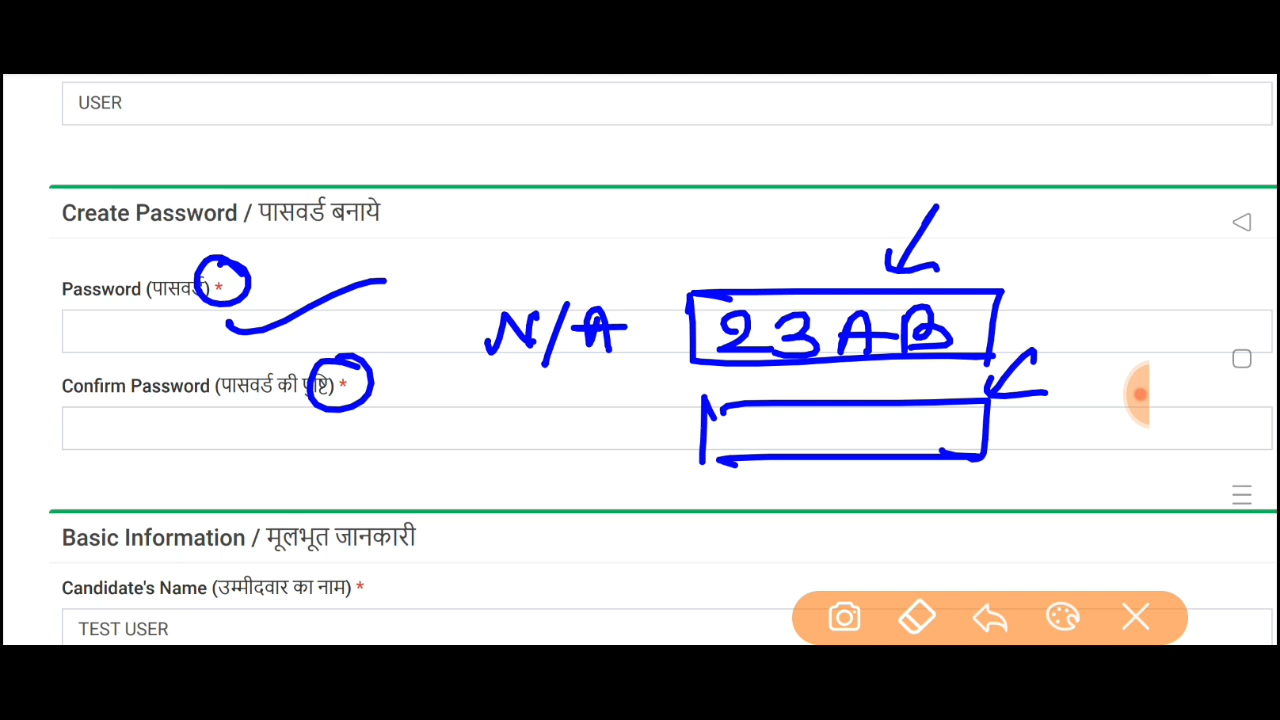 USER
Create Password / पासवर्ड बनाये
Password (पासवर्ड) *
N/A 23AB
Confirm Password (पासवर्ड की पुष्टि) *
Basic Information / मूलभूत जानकारी
Candidate's Name (उम्मीदवार का नाम) *
TEST USER